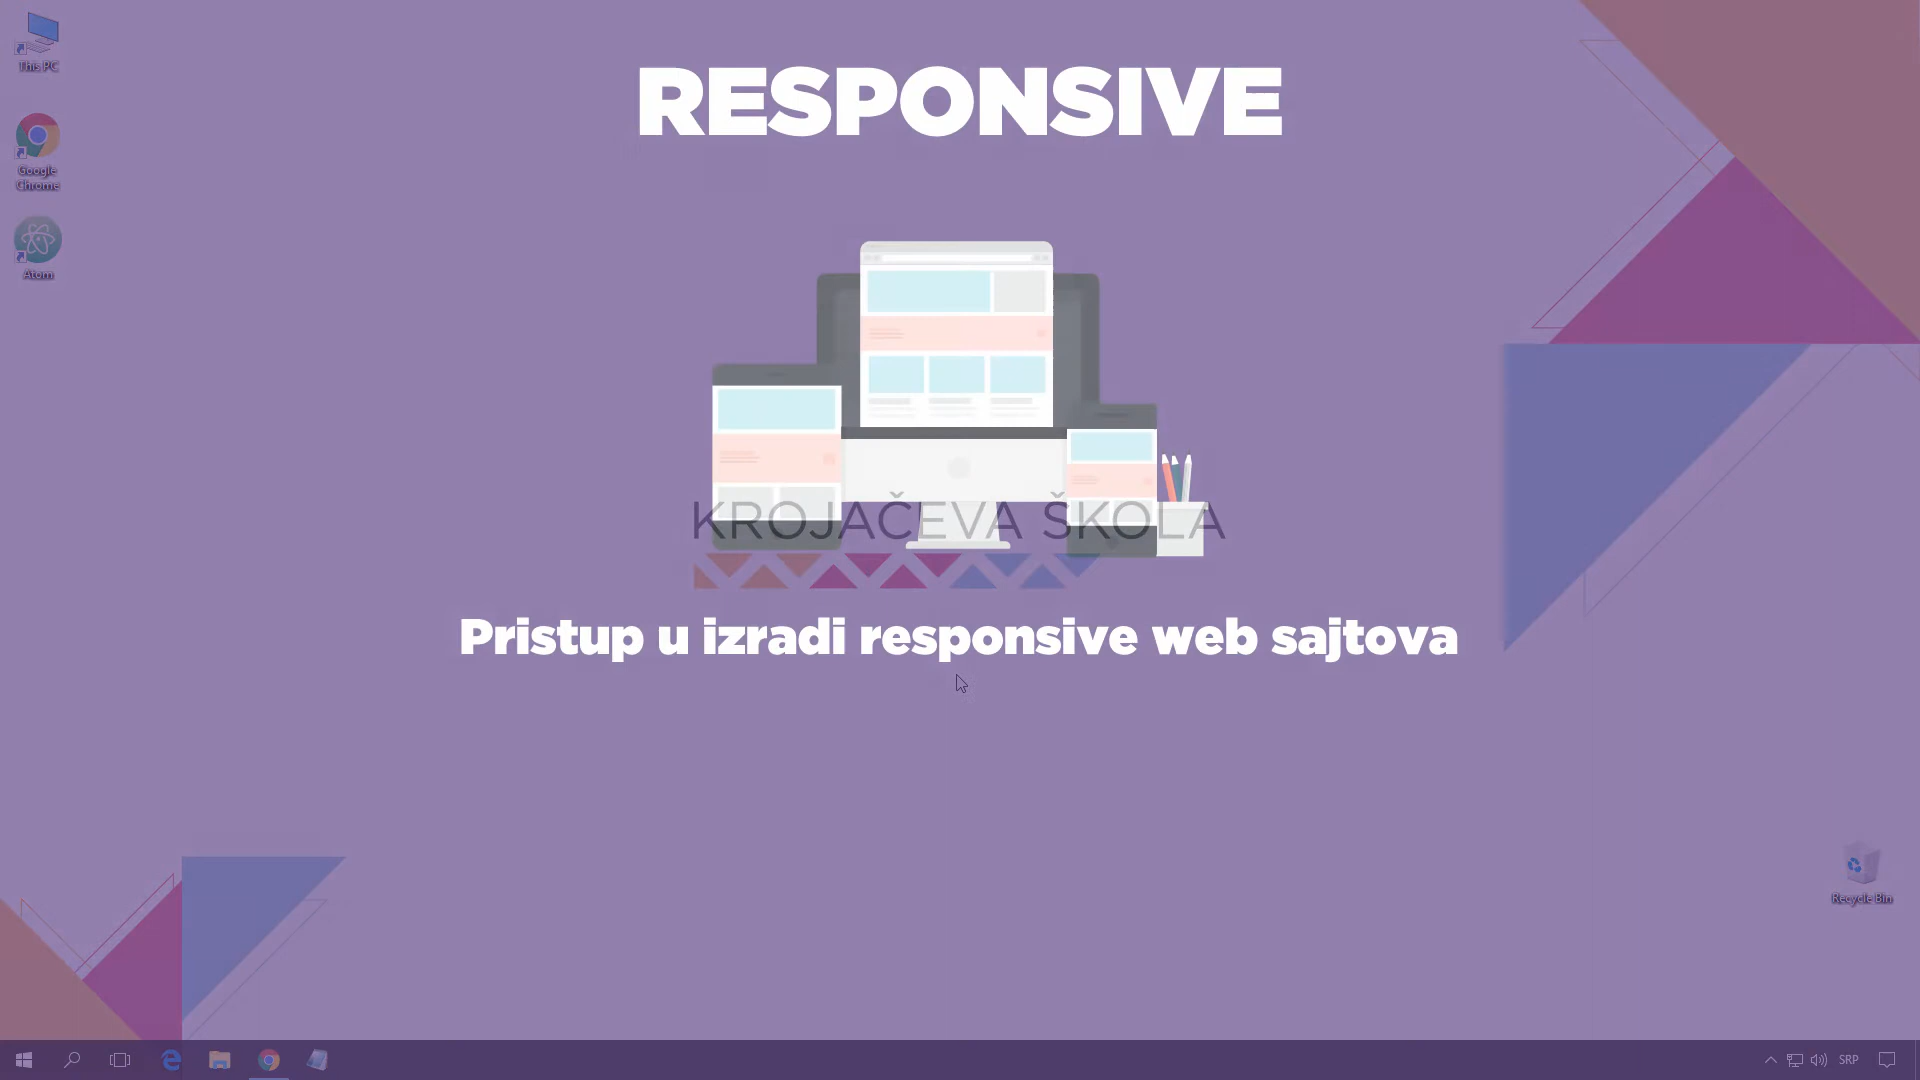 RESPONSIVE
This PC
Google
Chrome
Atom
KROJAČEVA ŠKOLA
Pristup u izradi responsive web sajtova
Recycle Bin
SRP